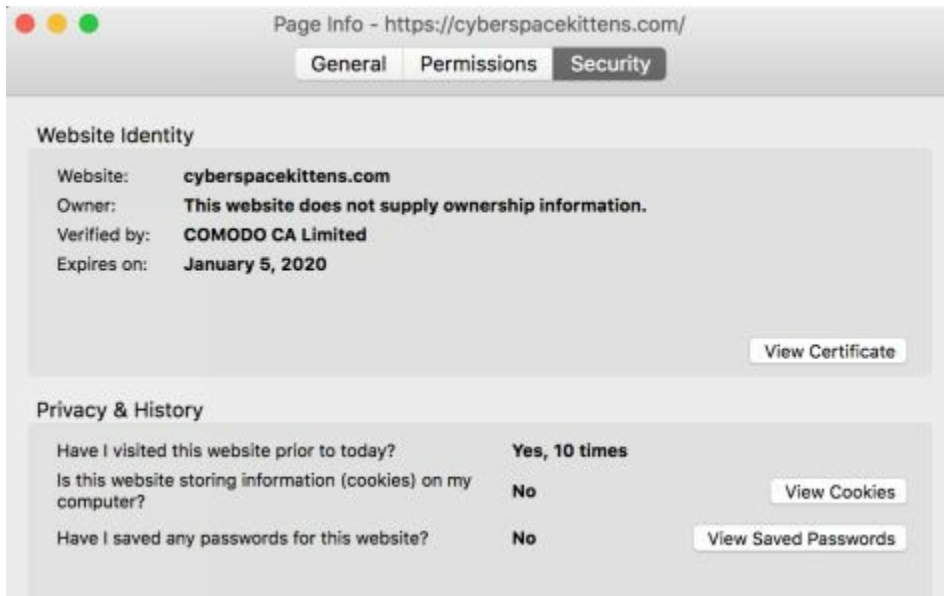 Page Info - https://cyberspacekittens.com/
General Permissions Security
Website Identity
Website: cyberspacekittens.com
Owner: This website does not supply ownership information.
Verified by: COMODO CA Limited
Expires on: January 5, 2020
View Certificate
Privacy & History
Have I visited this website prior to today? Yes, 10 times
Is this website storing information (cookies) on my
computer? No View Cookies
Have I saved any passwords for this website? No View Saved Passwords